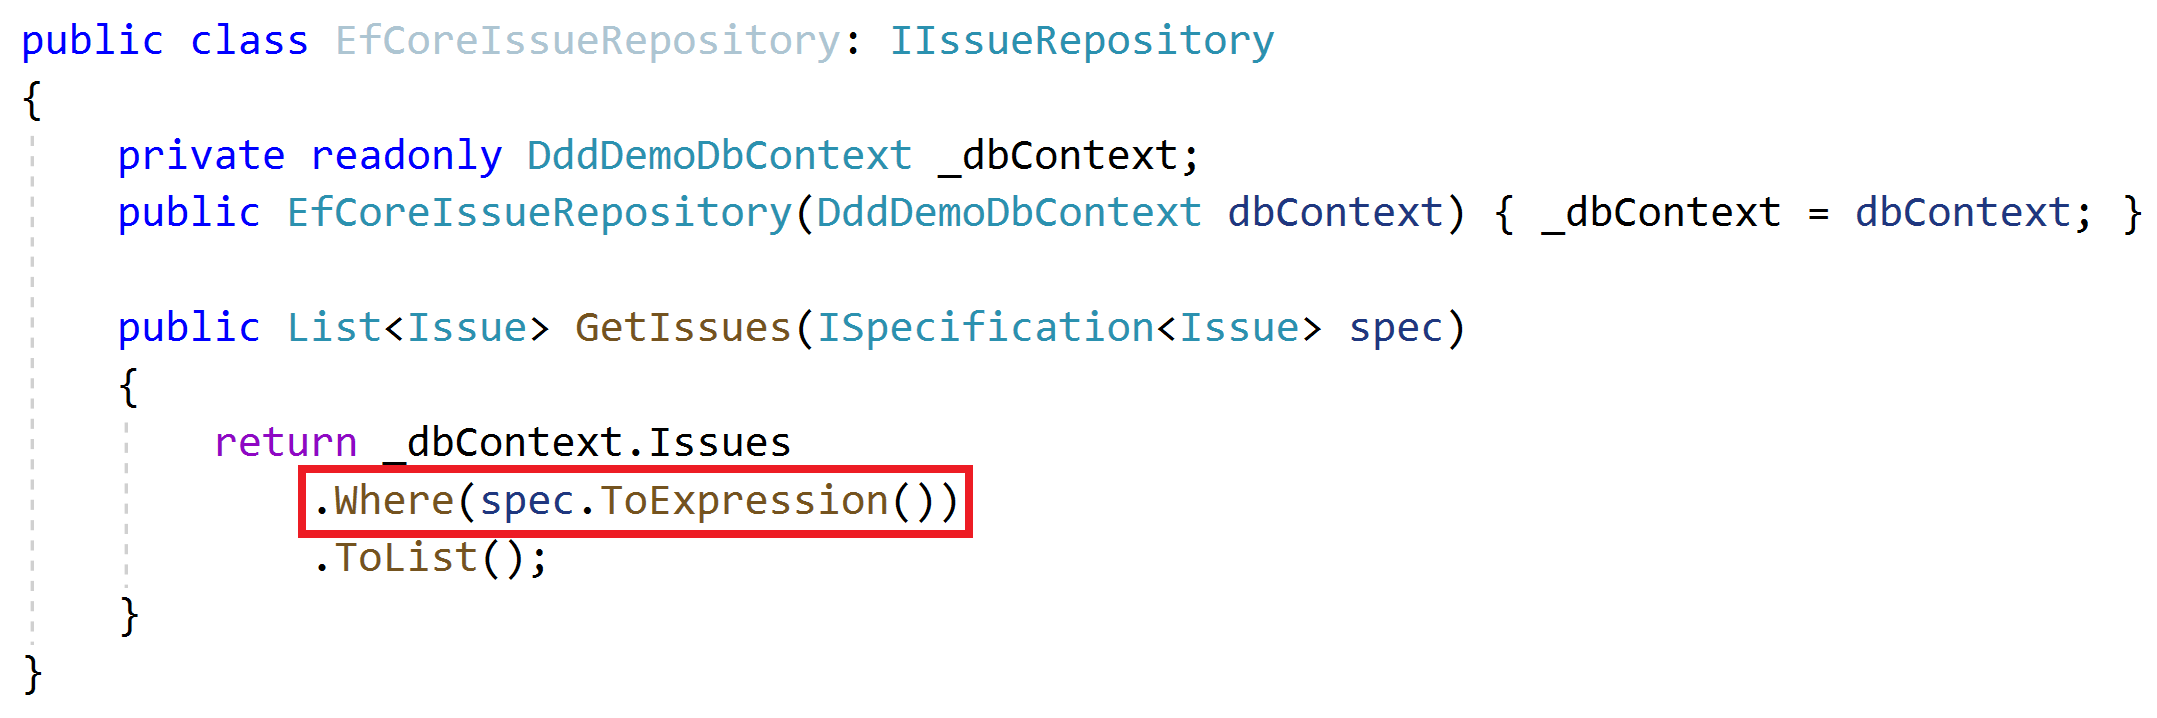 public class EfCoreIssueRepository: IIssueRepository
{
    private readonly DddDemoDbContext _dbContext;
    public EfCoreIssueRepository(DddDemoDbContext dbContext) { _dbContext = dbContext; }

    public List<Issue> GetIssues(ISpecification<Issue> spec)
    {
        return _dbContext.Issues
            .Where(spec.ToExpression())
            .ToList();
    }
}